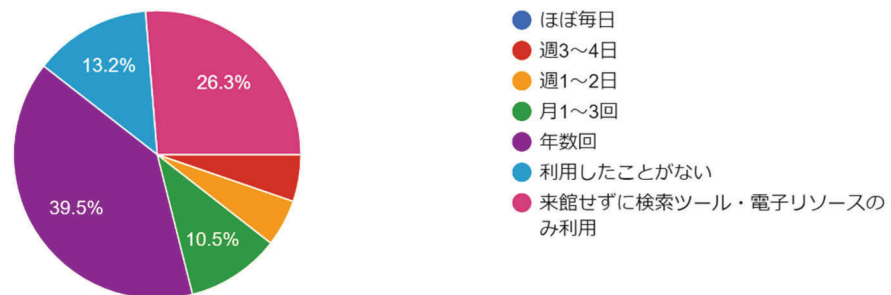 13.2%
26.3%
39.5%
10.5%
ほぼ毎日
週3～4日
週1～2日
月1～3回
年数回
利用したことがない
来館せずに検索ツール・電子リソースの
み利用